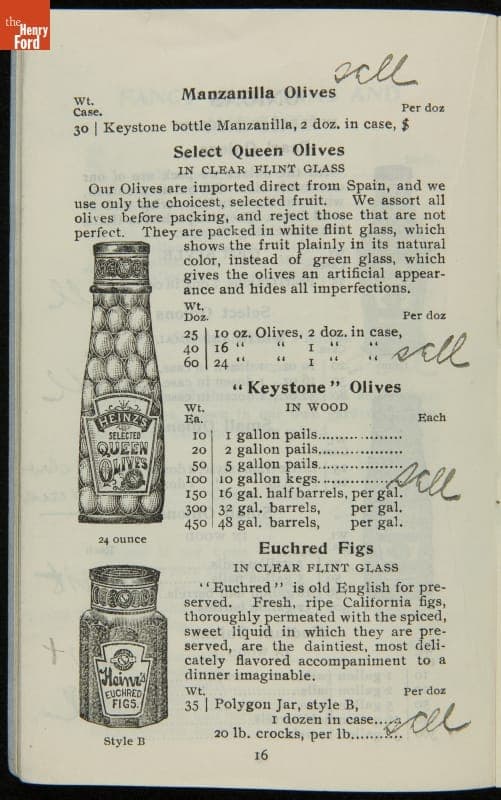 the
Henry
Ford
sell
Manzanilla Olives
Wt.
Case.
Per doz
30 | Keystone bottle Manzanilla, 2 doz. in case, $
Select Queen Olives
IN CLEAR FLINT GLASS
Our Olives are imported direct from Spain, and we
use only the choicest, selected fruit. We assort all
olives before packing, and reject those that are not
perfect. They are packed in white flint glass, which
shows the fruit plainly in its natural
color, instead of green glass, which
gives the olives an artificial appear-
ance and hides all imperfections.
Wt.
Doz.
Per doz
25 | 10 oz. Olives, 2 doz. in case,
40 | 16 “ “ 1 “ “
60 | 24 “ “ 1 “ “
sell
HEINZ'S
SELECTED
QUEEN
OLIVES
24 ounce
“Keystone” Olives
IN WOOD
Wt.
Ea.
Each
10 | 1 gallon pails..................
20 | 2 gallon pails..................
50 | 5 gallon pails..................
100 | 10 gallon kegs..................
150 | 16 gal. half barrels, per gal.
300 | 32 gal. barrels, per gal.
450 | 48 gal. barrels, per gal.
sell
Euchred Figs
IN CLEAR FLINT GLASS
“Euchred” is old English for pre-
served. Fresh, ripe California figs,
thoroughly permeated with the spiced,
sweet liquid in which they are pre-
served, are the daintiest, most deli-
cately flavored accompaniment to a
dinner imaginable.
Wt.
Per doz
35 | Polygon Jar, style B,
1 dozen in case.....
20 lb. crocks, per lb..........
sell
Heinz's
EUCHRED
FIGS.
Style B
16